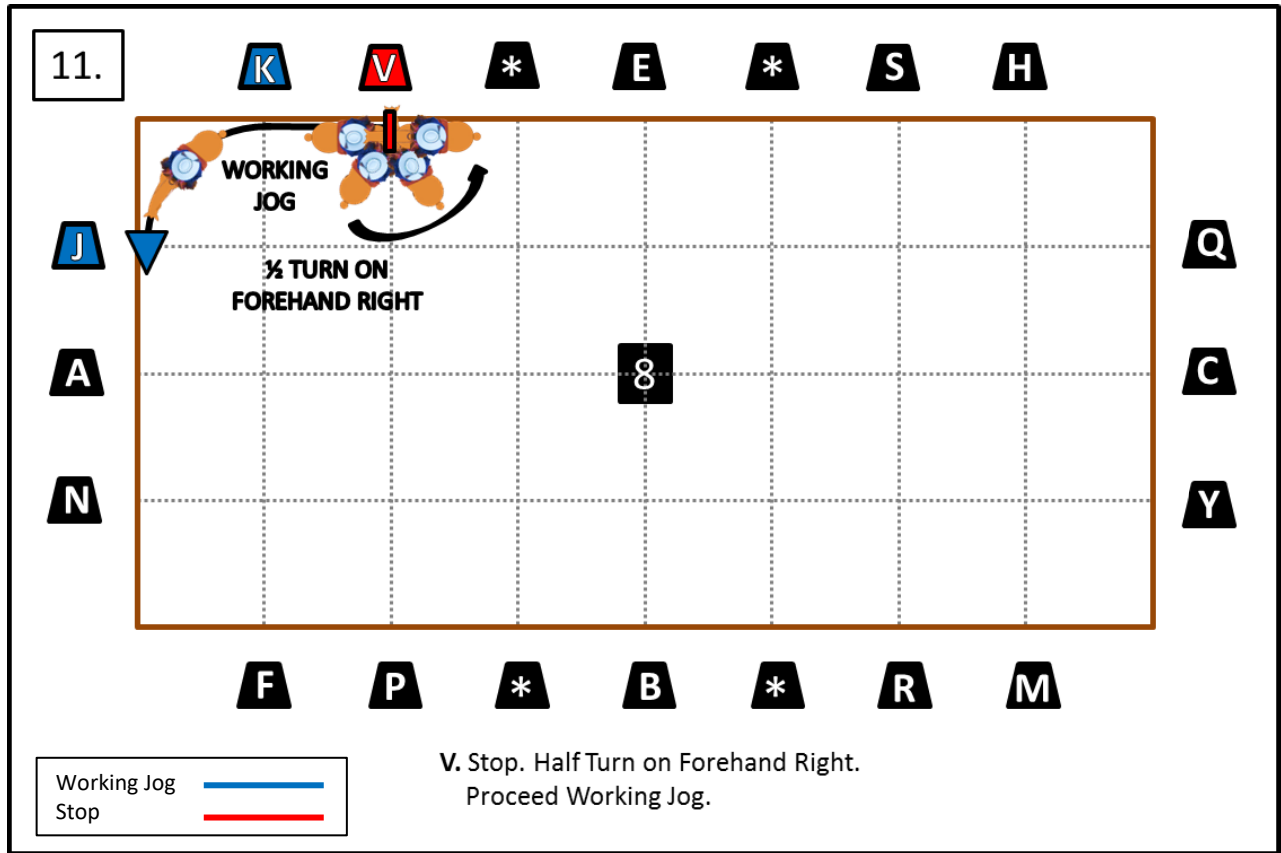 11.
K V * E * S H
WORKING
JOG
J
Q
½ TURN ON
FOREHAND RIGHT
A
8
C
N
Y
F P * B * R M
V. Stop. Half Turn on Forehand Right.
Proceed Working Jog.
Working Jog
Stop